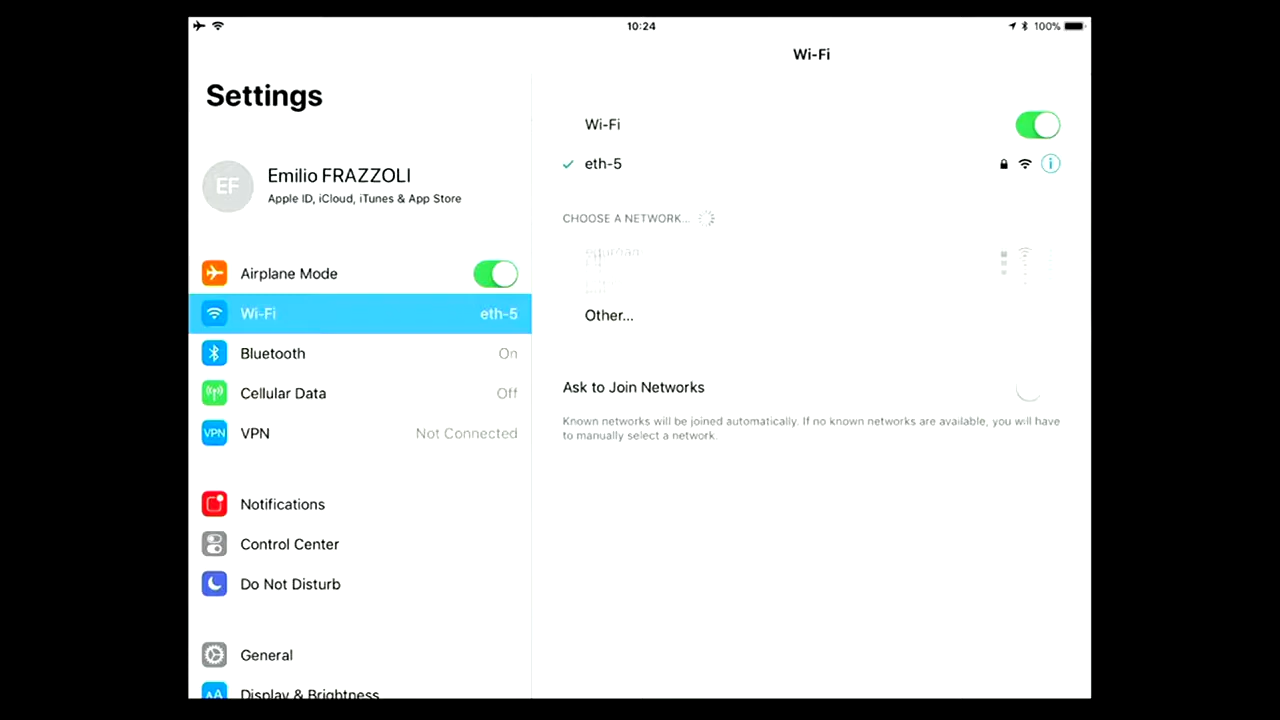 10:24
100%
Wi-Fi
Settings
Wi-Fi
eth-5
EF
Emilio FRAZZOLI
Apple ID, iCloud, iTunes & App Store
CHOOSE A NETWORK...
Airplane Mode
Wi-Fi eth-5
Other...
Bluetooth On
Cellular Data Off
Ask to Join Networks
Known networks will be joined automatically. If no known networks are available, you will have
to manually select a network.
VPN VPN Not Connected
Notifications
Control Center
Do Not Disturb
General
AA Display & Brightness